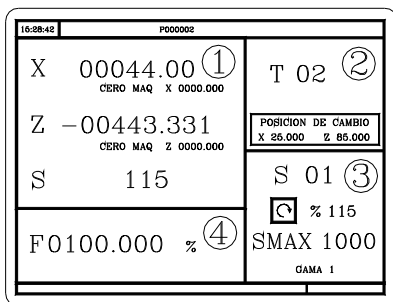 16:28:42 P000002
X 00044.00 1
CERO MAQ X 0000.000
Z -00443.331
CERO MAQ Z 0000.000
S 115
F0100.000 % 4
T 02 2
POSICION DE CAMBIO
X 25.000 Z 85.000
S 01 3
% 115
SMAX 1000
GAMA 1